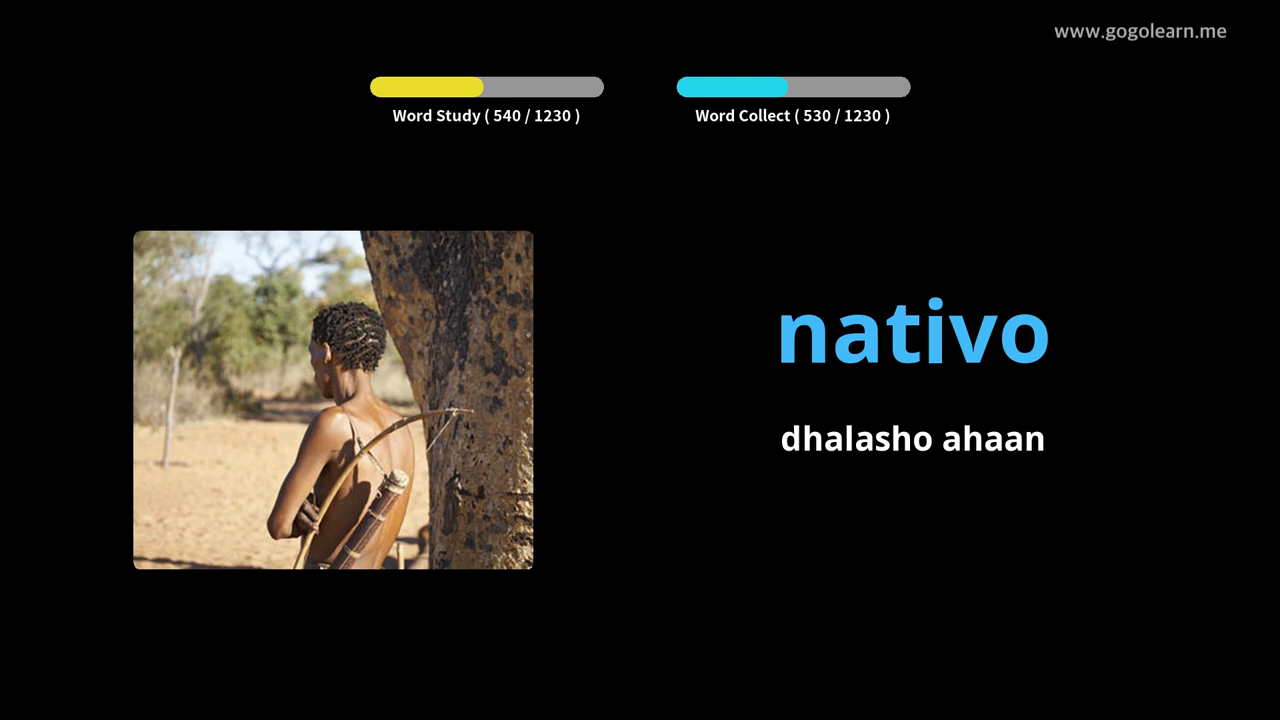 www.gogolearn.me
Word Study ( 540 / 1230 )
Word Collect ( 530 / 1230 )
nativo
dhalasho ahaan